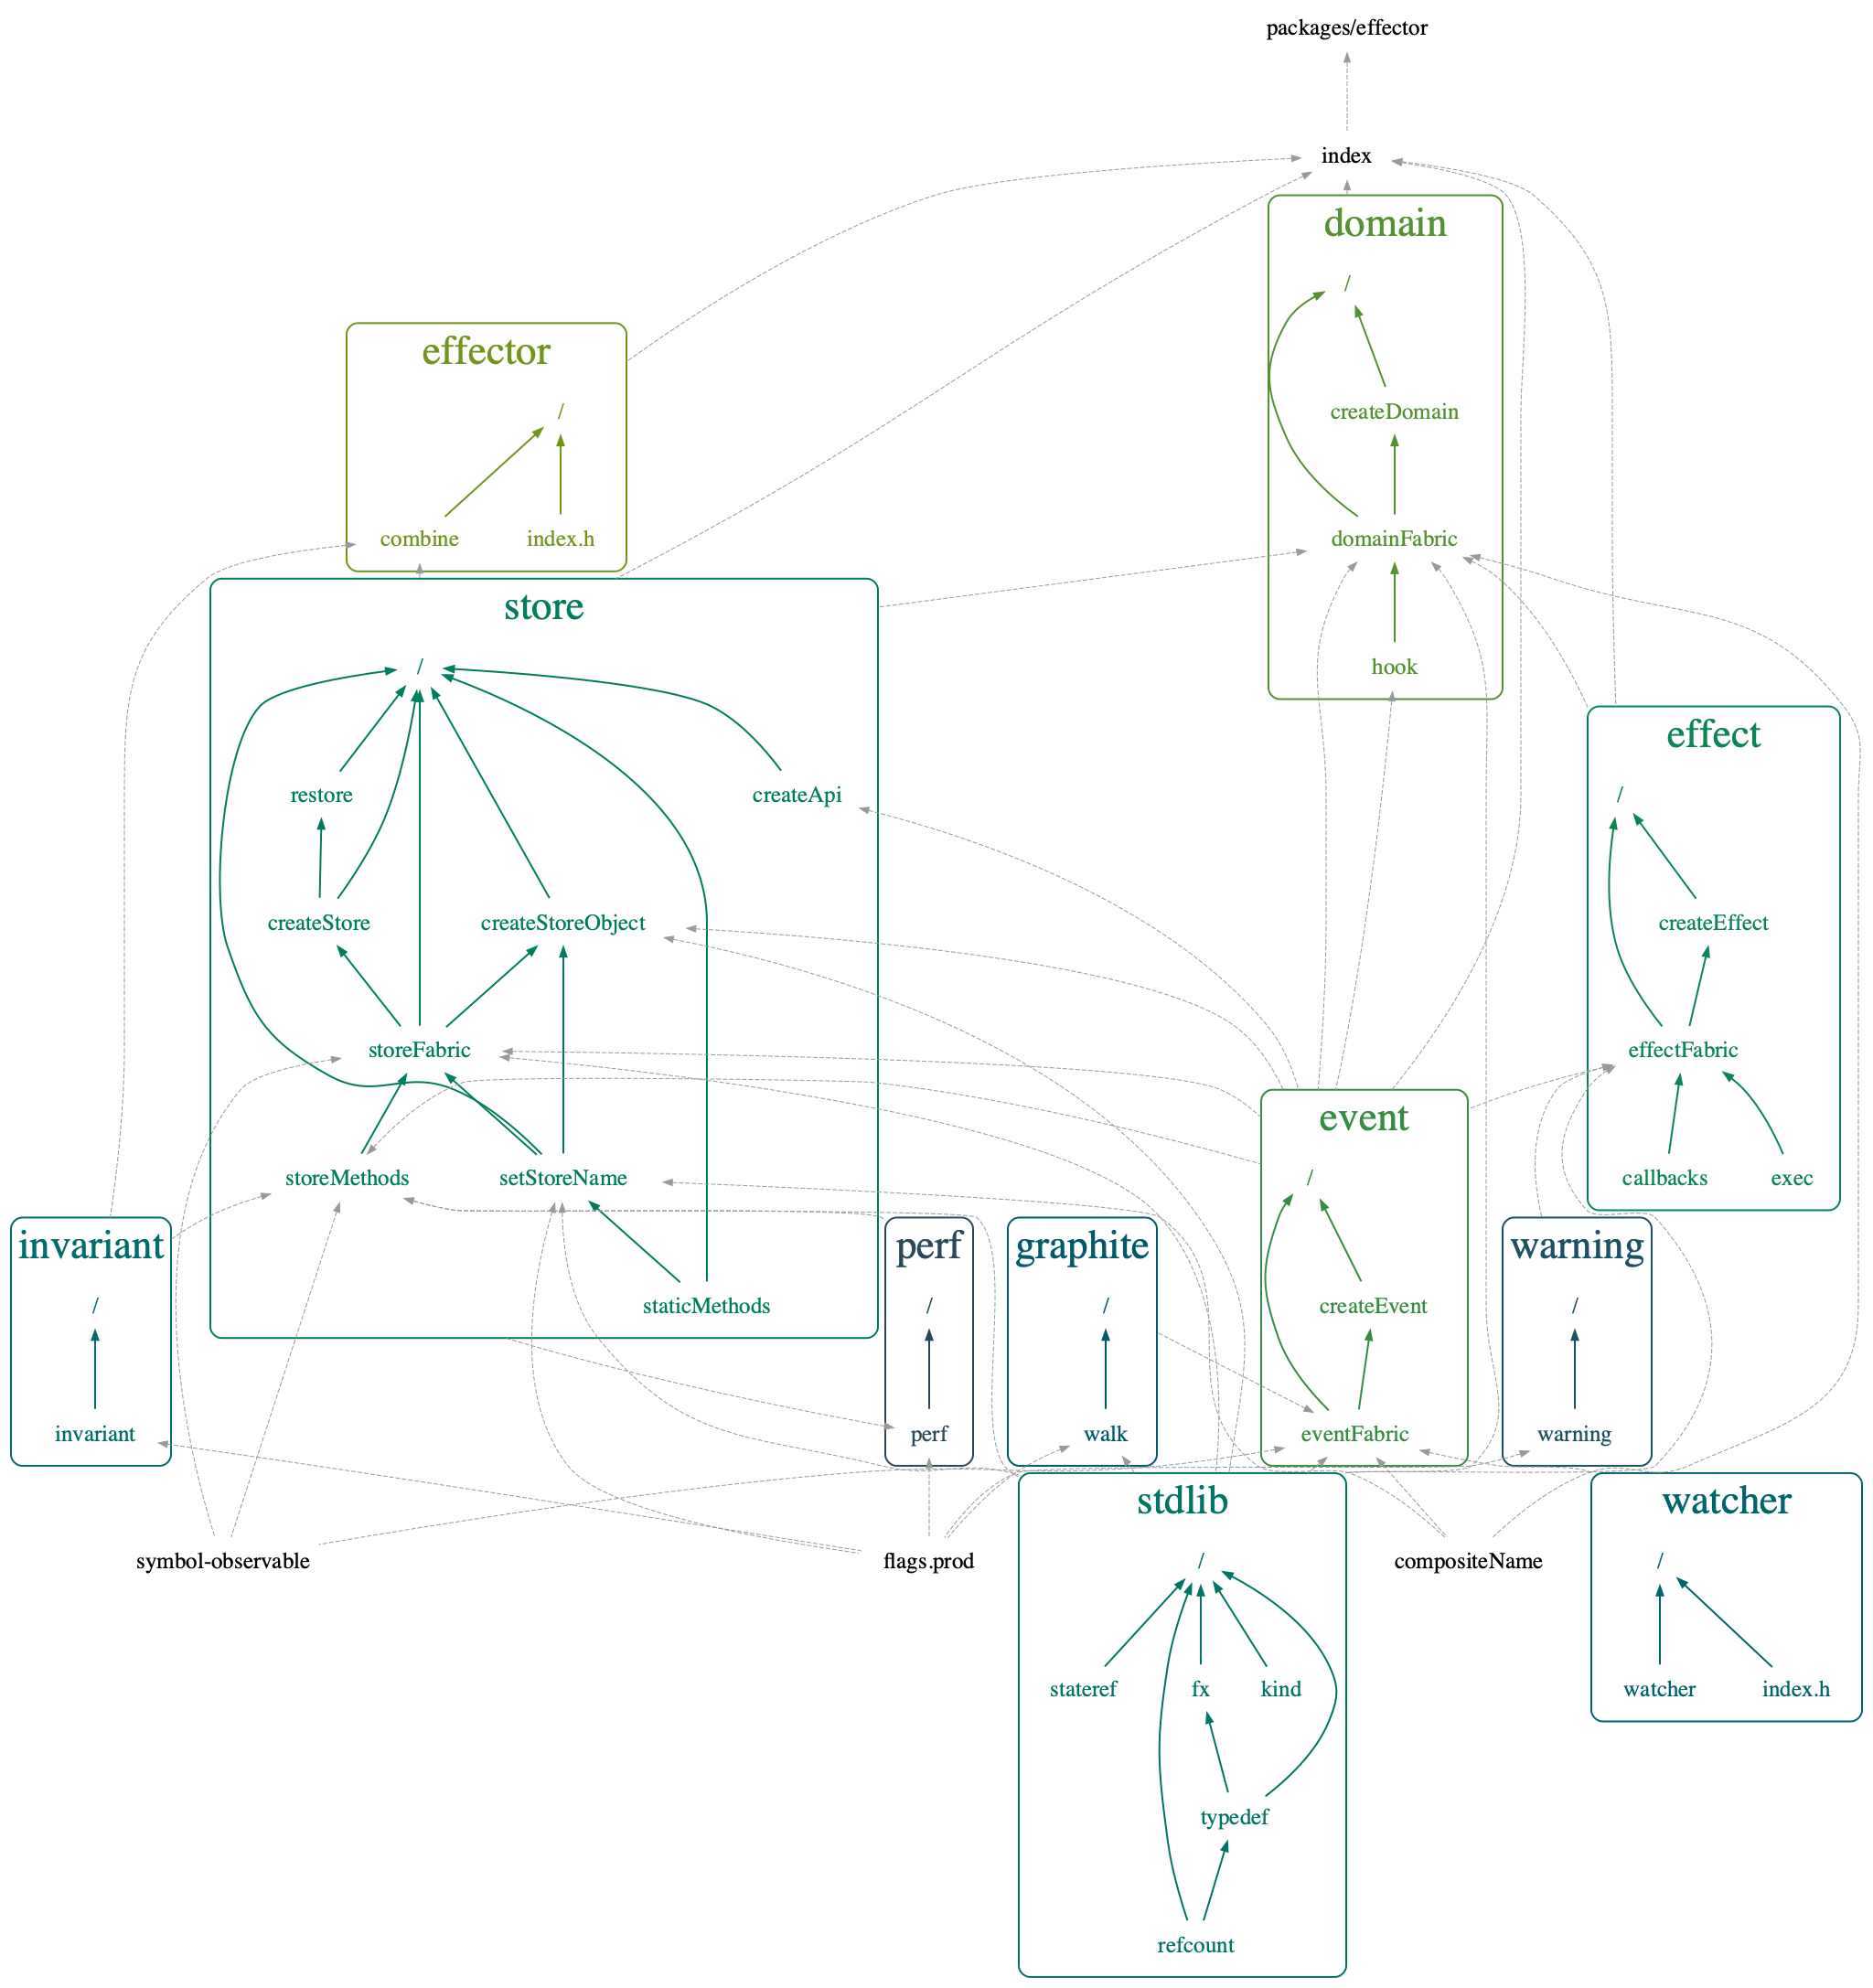 packages/effector
index
domain
/
effector
/
createDomain
combine
index.h
domainFabric
store
/
hook
effect
restore
createApi
/
createStore
createStoreObject
createEffect
storeFabric
effectFabric
event
/
storeMethods
setStoreName
callbacks
exec
invariant
perf
graphite
warning
/
staticMethods
/
/
createEvent
/
invariant
perf
walk
eventFabric
warning
stdlib
watcher
symbol-observable
flags.prod
/
compositeName
/
stateref
fx
kind
watcher
index.h
typedef
refcount